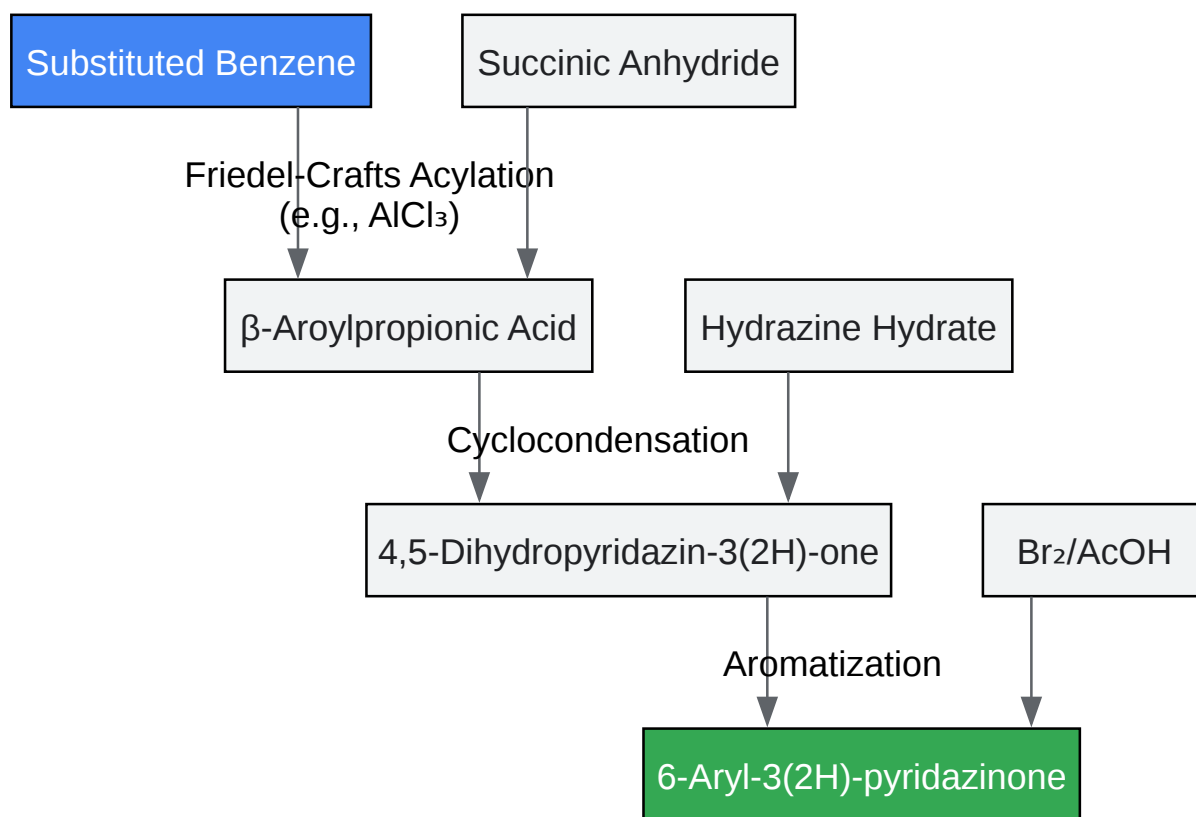 Substituted Benzene
Succinic Anhydride
Friedel-Crafts Acylation
(e.g., AlCl₃)
β-Aroylpropionic Acid
Hydrazine Hydrate
Cyclocondensation
4,5-Dihydropyridazin-3(2H)-one
Br₂/AcOH
Aromatization
6-Aryl-3(2H)-pyridazinone